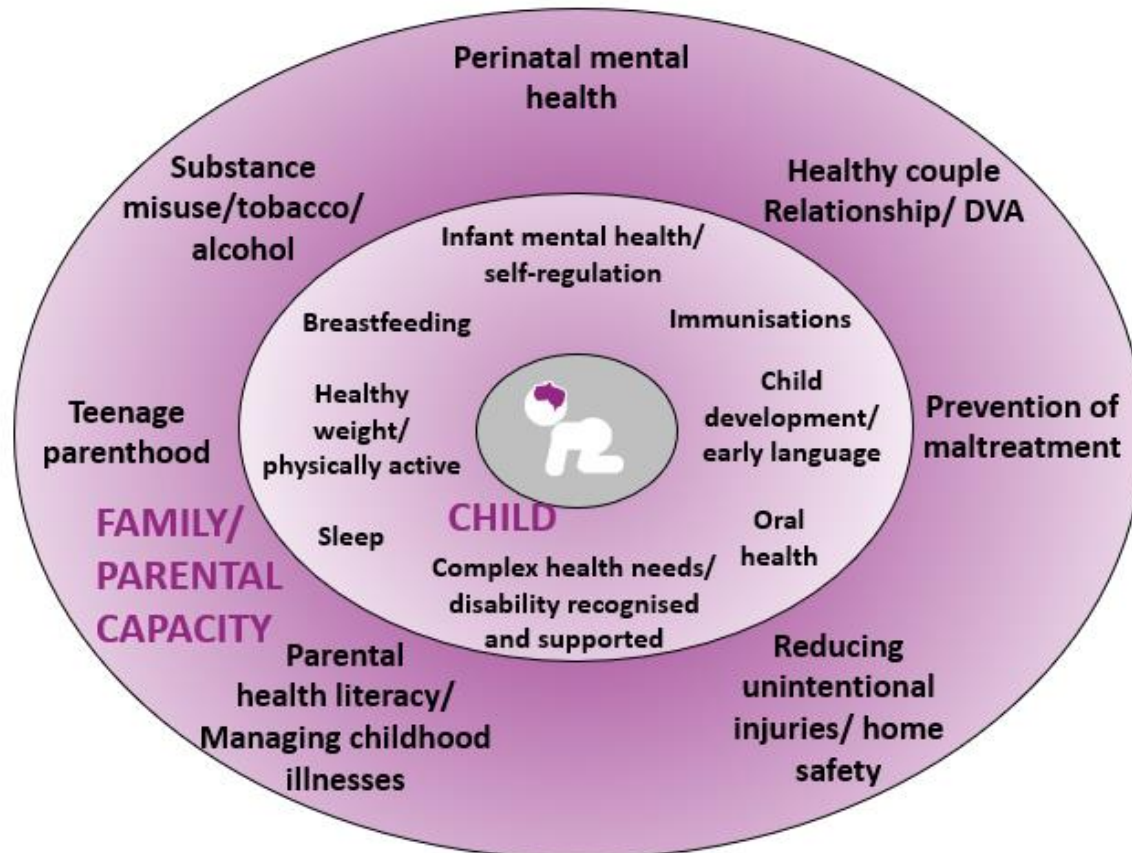 Perinatal mental
health
Substance
misuse/tobacco/
alcohol
Healthy couple
Relationship/ DVA
Infant mental health/
self-regulation
Breastfeeding
Immunisations
Healthy
weight/
physically active
Child
development/
early language
Teenage
parenthood
Prevention of
maltreatment
FAMILY/
PARENTAL
CAPACITY
CHILD
Sleep
Oral
health
Complex health needs/
disability recognised
and supported
Parental
health literacy/
Managing childhood
illnesses
Reducing
unintentional
injuries/ home
safety